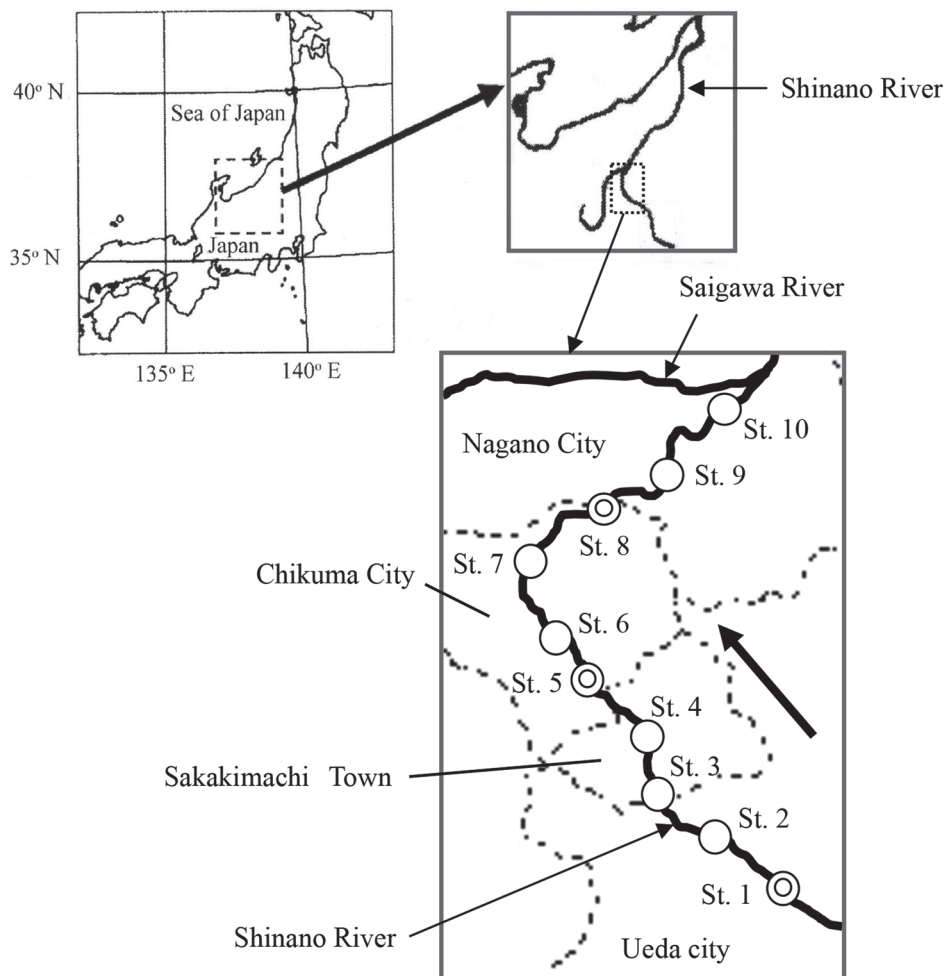 40° N
Sea of Japan
Japan
35° N
135° E
140° E
Shinano River
Saigawa River
St. 10
Nagano City
St. 9
St. 8
St. 7
Chikuma City
St. 6
St. 5
St. 4
Sakakimachi Town
St. 3
St. 2
St. 1
Shinano River
Ueda city